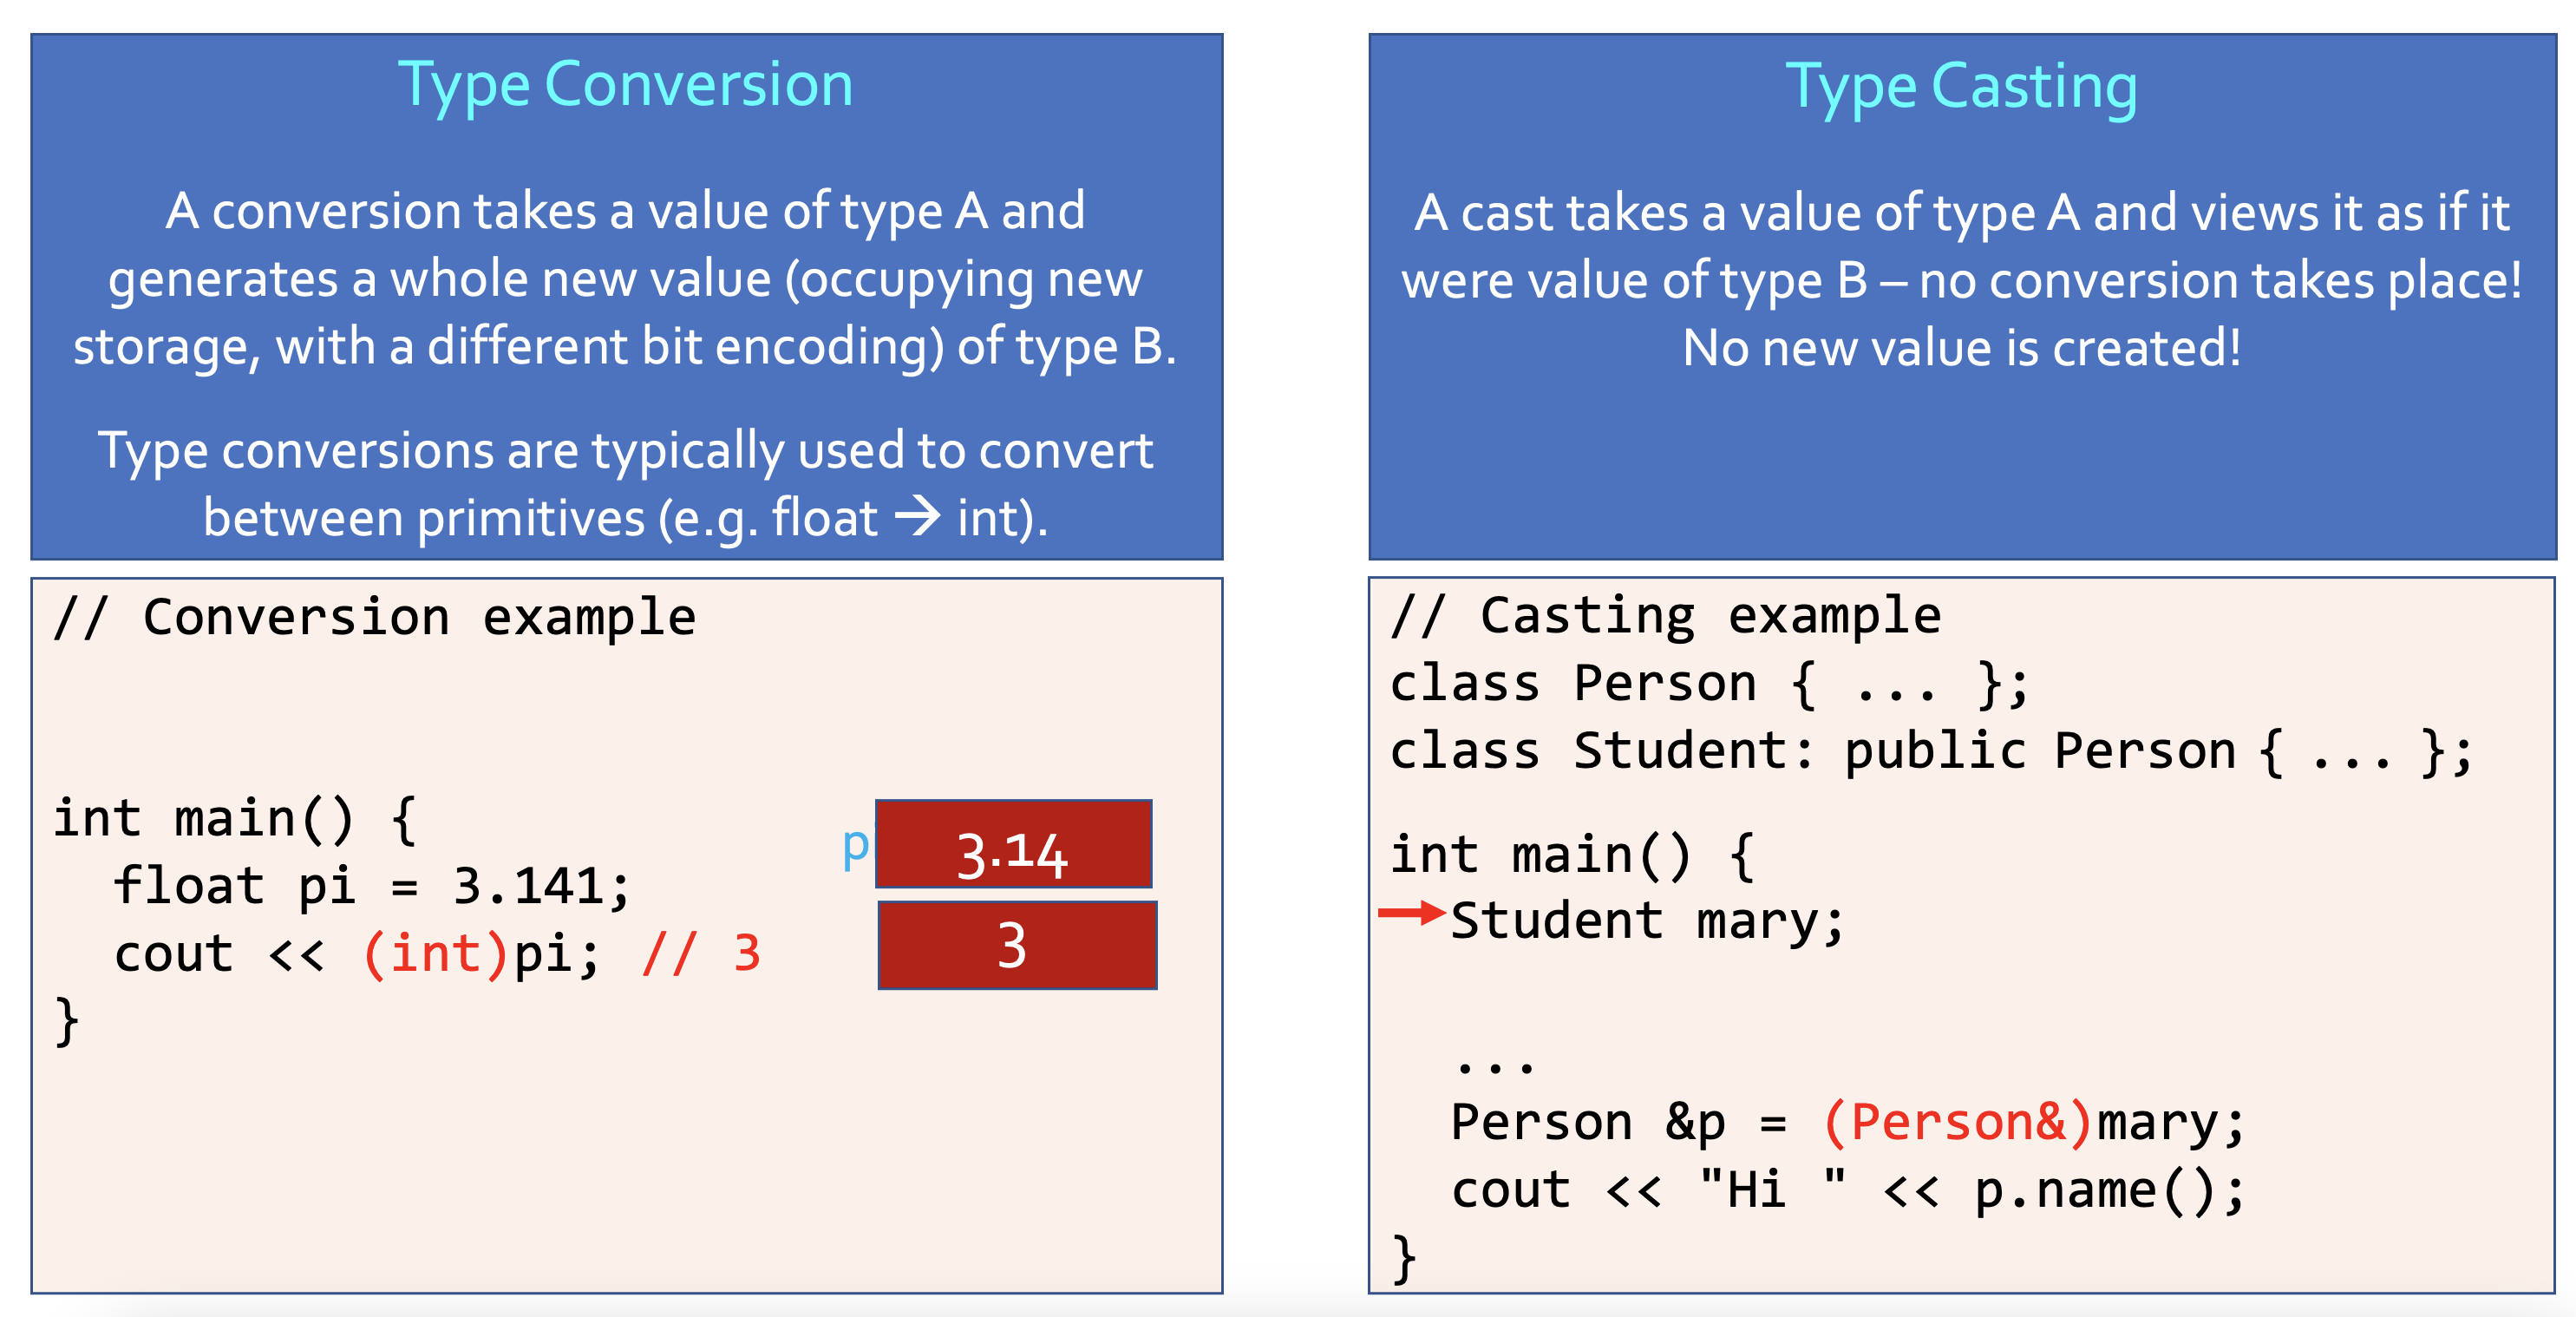 Type Conversion
A conversion takes a value of type A and
generates a whole new value (occupying new
storage, with a different bit encoding) of type B.
Type conversions are typically used to convert
between primitives (e.g. float → int).
// Conversion example
int main() {
  float pi = 3.141;
  cout << (int)pi; // 3
}
p
3.14
3
Type Casting
A cast takes a value of type A and views it as if it
were value of type B – no conversion takes place!
No new value is created!
// Casting example
class Person { ... };
class Student: public Person { ... };
int main() {
  Student mary;
  ...
  Person &p = (Person&)mary;
  cout << "Hi " << p.name();
}